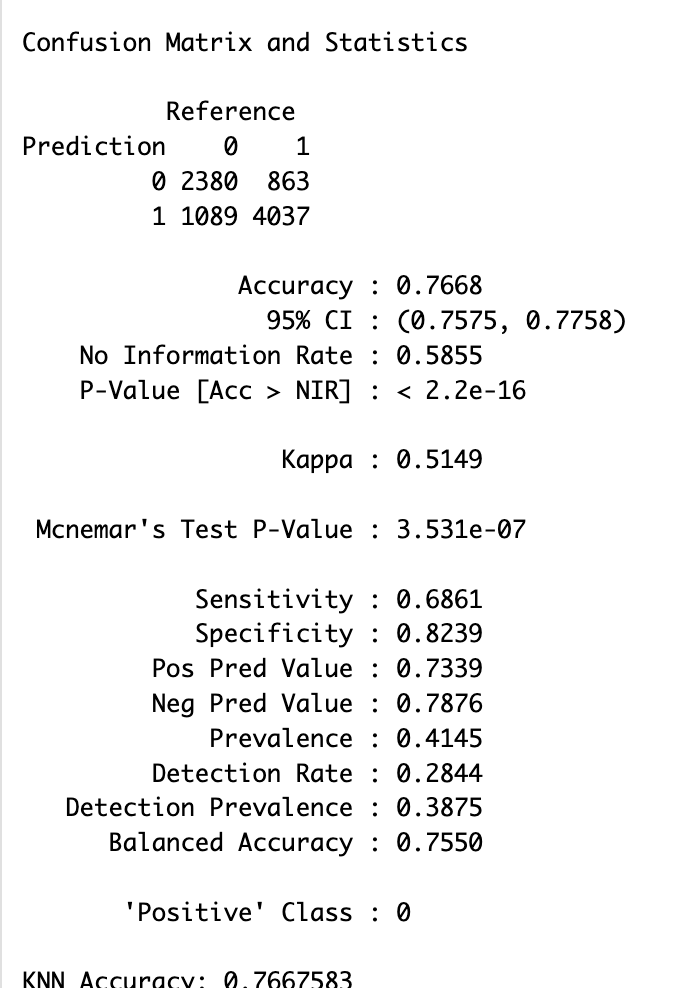 Confusion Matrix and Statistics
Reference
Prediction 0 1
0 2380 863
1 1089 4037
Accuracy : 0.7668
95% CI : (0.7575, 0.7758)
No Information Rate : 0.5855
P-Value [Acc > NIR] : < 2.2e-16
Kappa : 0.5149
Mcnemar's Test P-Value : 3.531e-07
Sensitivity : 0.6861
Specificity : 0.8239
Pos Pred Value : 0.7339
Neg Pred Value : 0.7876
Prevalence : 0.4145
Detection Rate : 0.2844
Detection Prevalence : 0.3875
Balanced Accuracy : 0.7550
'Positive' Class : 0
KNN Accuracy: 0.7667583